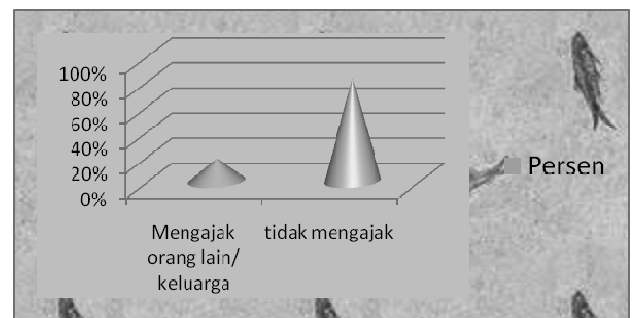 100%
80%
60%
40%
20%
0%
Mengajak
orang lain/
keluarga
tidak mengajak
Persen